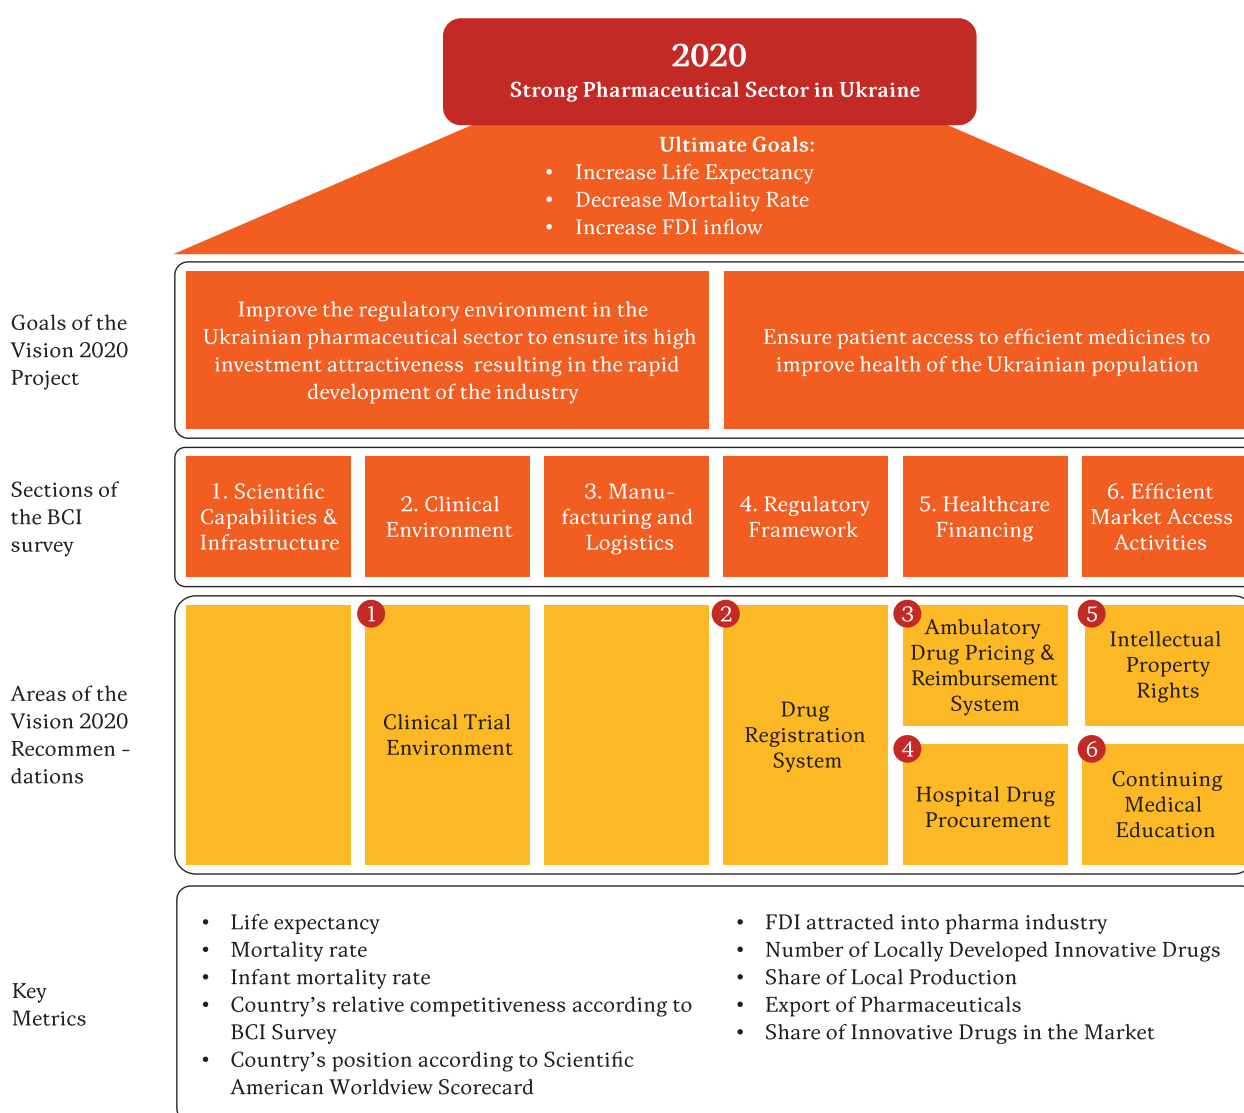 2020
Strong Pharmaceutical Sector in Ukraine
Ultimate Goals:
• Increase Life Expectancy
• Decrease Mortality Rate
• Increase FDI inflow
Goals of the
Vision 2020
Project
Improve the regulatory environment in the
Ukrainian pharmaceutical sector to ensure its high
investment attractiveness resulting in the rapid
development of the industry
Ensure patient access to efficient medicines to
improve health of the Ukrainian population
Sections of
the BCI
survey
1. Scientific
Capabilities &
Infrastructure
2. Clinical
Environment
3. Manu-
facturing and
Logistics
4. Regulatory
Framework
5. Healthcare
Financing
6. Efficient
Market Access
Activities
Areas of the
Vision 2020
Recommen -
dations
1
Clinical Trial
Environment
2
Drug
Registration
System
3
Ambulatory
Drug Pricing &
Reimbursement
System
4
Hospital Drug
Procurement
5
Intellectual
Property
Rights
6
Continuing
Medical
Education
Key
Metrics
• Life expectancy
• Mortality rate
• Infant mortality rate
• Country's relative competitiveness according to
BCI Survey
• Country's position according to Scientific
American Worldview Scorecard
• FDI attracted into pharma industry
• Number of Locally Developed Innovative Drugs
• Share of Local Production
• Export of Pharmaceuticals
• Share of Innovative Drugs in the Market